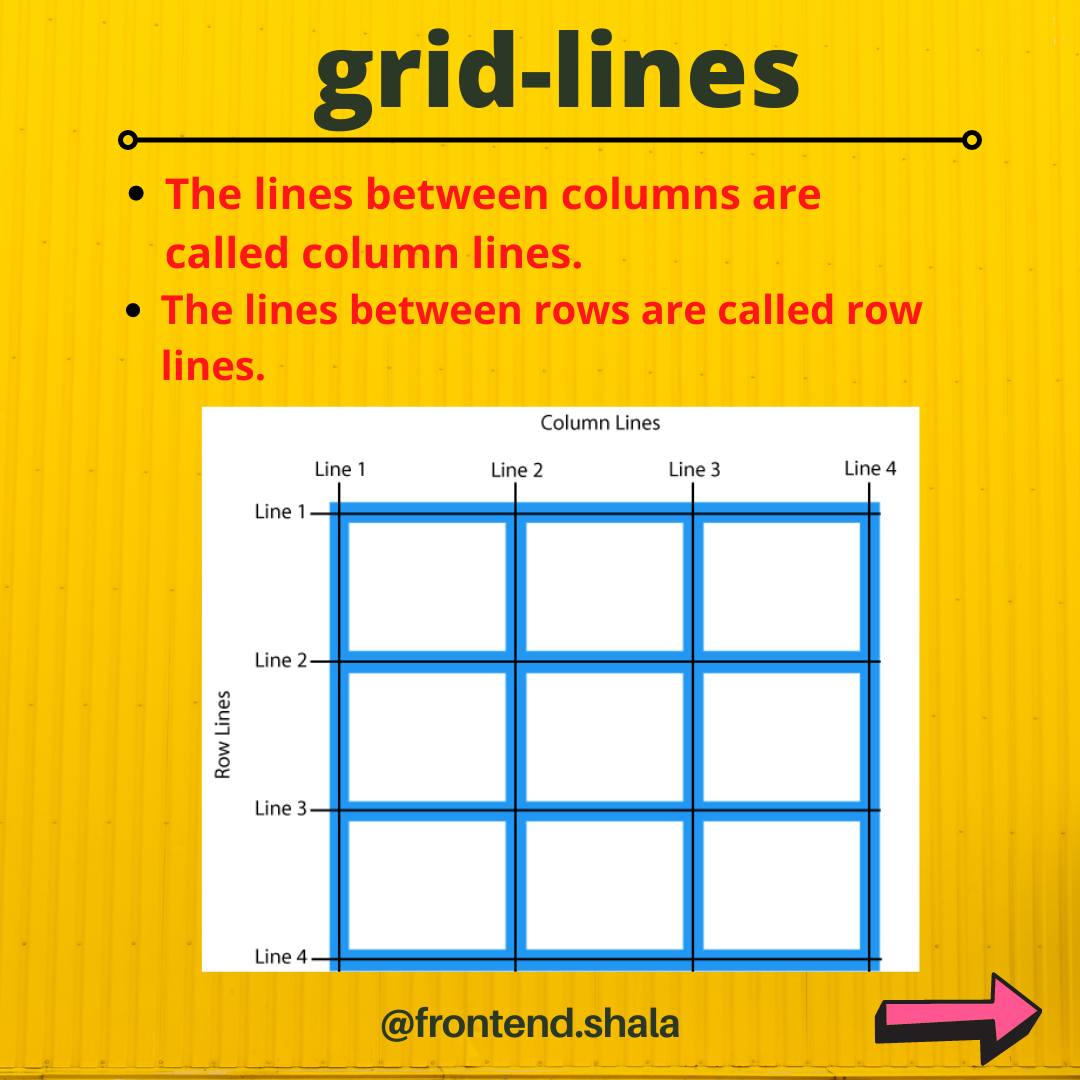 grid-lines
The lines between columns are
called column lines.
The lines between rows are called row
lines.
Column Lines
Line 1 Line 2 Line 3 Line 4
Line 1
Line 2
Row Lines
Line 3
Line 4
@frontend.shala